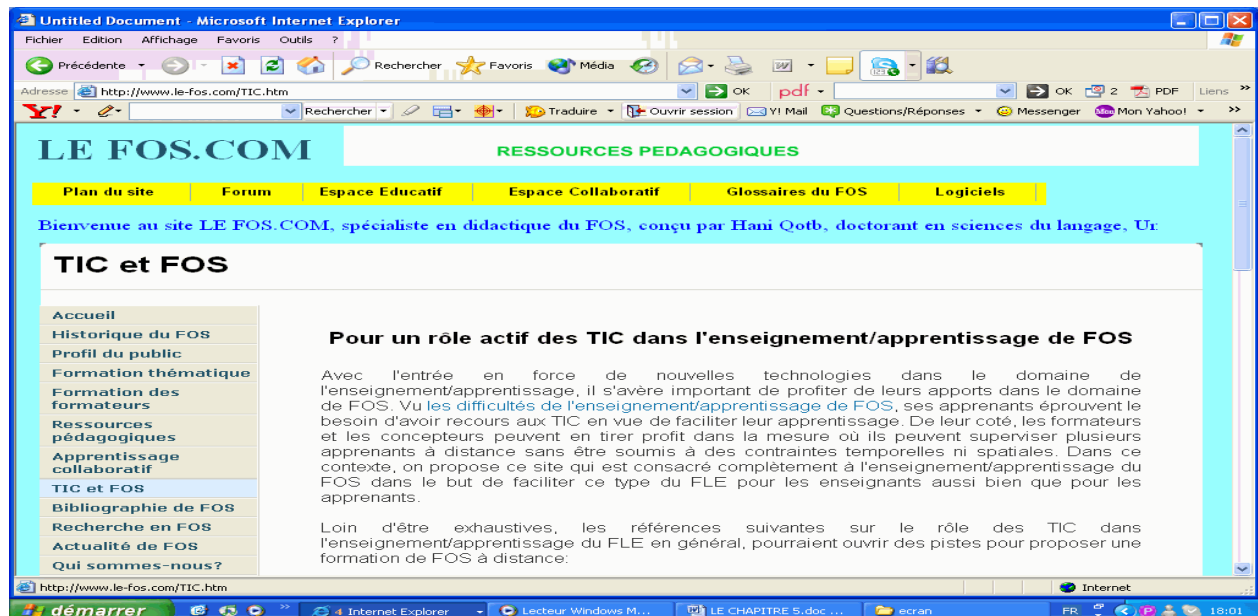 Untitled Document - Microsoft Internet Explorer
Fichier Edition Affichage Favoris Outils ?
Précédente Rechercher Favoris Média
Adresse http://www.le-fos.com/TIC.htm OK pdf OK 2 PDF Liens »
Y! Rechercher Traduire Ouvrir session Y! Mail Questions/Réponses Messenger Mon Yahoo! »
LE FOS.COM RESSOURCES PEDAGOGIQUES
Plan du site Forum Espace Educatif Espace Collaboratif Glossaires du FOS Logiciels
Bienvenue au site LE FOS.COM, spécialiste en didactique du FOS, conçu par Hani Qotb, doctorant en sciences du langage,
TIC et FOS
Accueil
Historique du FOS
Profil du public
Formation thématique
Formation des
formateurs
Ressources
pédagogiques
Apprentissage
collaboratif
TIC et FOS
Bibliographie de FOS
Recherche en FOS
Actualité de FOS
Qui sommes-nous?
Pour un rôle actif des TIC dans l'enseignement/apprentissage de FOS
Avec l'entrée en force de nouvelles technologies dans le domaine de
l'enseignement/apprentissage, il s'avère important de profiter de leurs apports dans le domaine
de FOS. Vu les difficultés de l'enseignement/apprentissage de FOS, ses apprenants éprouvent le
besoin d'avoir recours aux TIC en vue de faciliter leur apprentissage. De leur coté, les formateurs
et les concepteurs peuvent en tirer profit dans la mesure où ils peuvent superviser plusieurs
apprenants à distance sans être soumis à des contraintes temporelles ni spatiales. Dans ce
contexte, on propose ce site qui est consacré complètement à l'enseignement/apprentissage du
FOS dans le but de faciliter ce type du FLE pour les enseignants aussi bien que pour les
apprenants.
Loin d'être exhaustives, les références suivantes sur le rôle des TIC dans
l'enseignement/apprentissage du FLE en général, pourraient ouvrir des pistes pour proposer une
formation de FOS à distance:
http://www.le-fos.com/TIC.htm Internet
démarrer » 4 Internet Explorer Lecteur Windows M... LE CHAPITRE 5.doc ... ecran FR 18:01